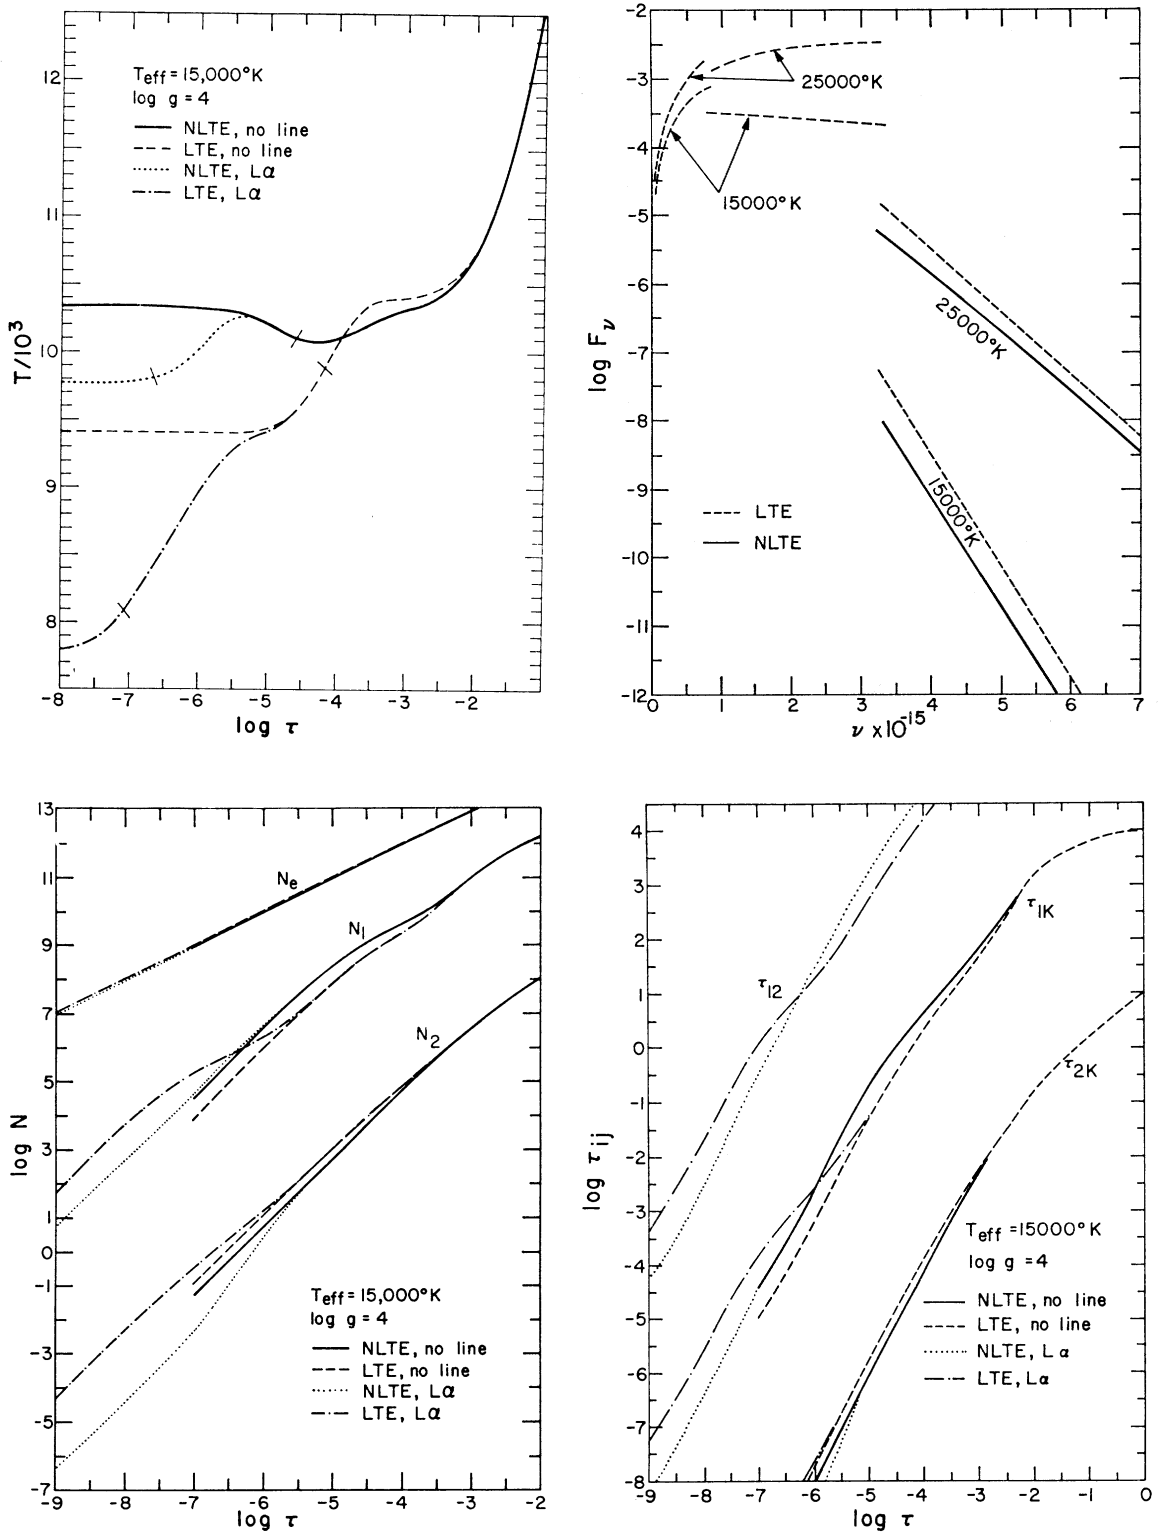 12
11
10
9
8
T/10³
Teff = 15,000°K
log g = 4
NLTE, no line
LTE, no line
NLTE, Lα
LTE, Lα
-8 -7 -6 -5 -4 -3 -2
log τ
-2
-3
-4
-5
-6
-7
-8
-9
-10
-11
-12
log Fν
25000°K
15000°K
25000°K
15000°K
LTE
NLTE
0 1 2 3 4 5 6 7
ν x10⁻¹⁵
13
11
9
7
5
3
1
0
-1
-3
-5
-7
log N
Ne
N1
N2
Teff = 15,000°K
log g = 4
NLTE, no line
LTE, no line
NLTE, Lα
LTE, Lα
-9 -8 -7 -6 -5 -4 -3 -2
log τ
4
3
2
1
0
-1
-2
-3
-4
-5
-6
-7
-8
log τij
τ12
τ1K
τ2K
Teff = 15000°K
log g = 4
NLTE, no line
LTE, no line
NLTE, Lα
LTE, Lα
-9 -8 -7 -6 -5 -4 -3 -2 -1 0
log τ